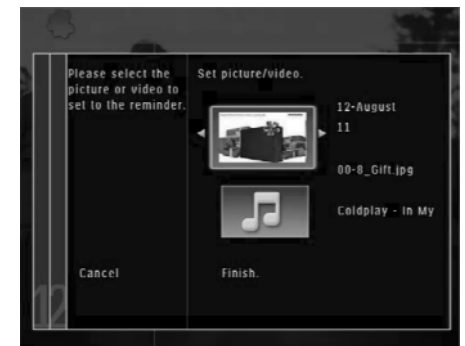 Please select the
picture or video to
set to the reminder.
Set picture/video.
12-August
11
00-8_Gift.jpg
Coldplay - In My
Cancel
Finish.
12